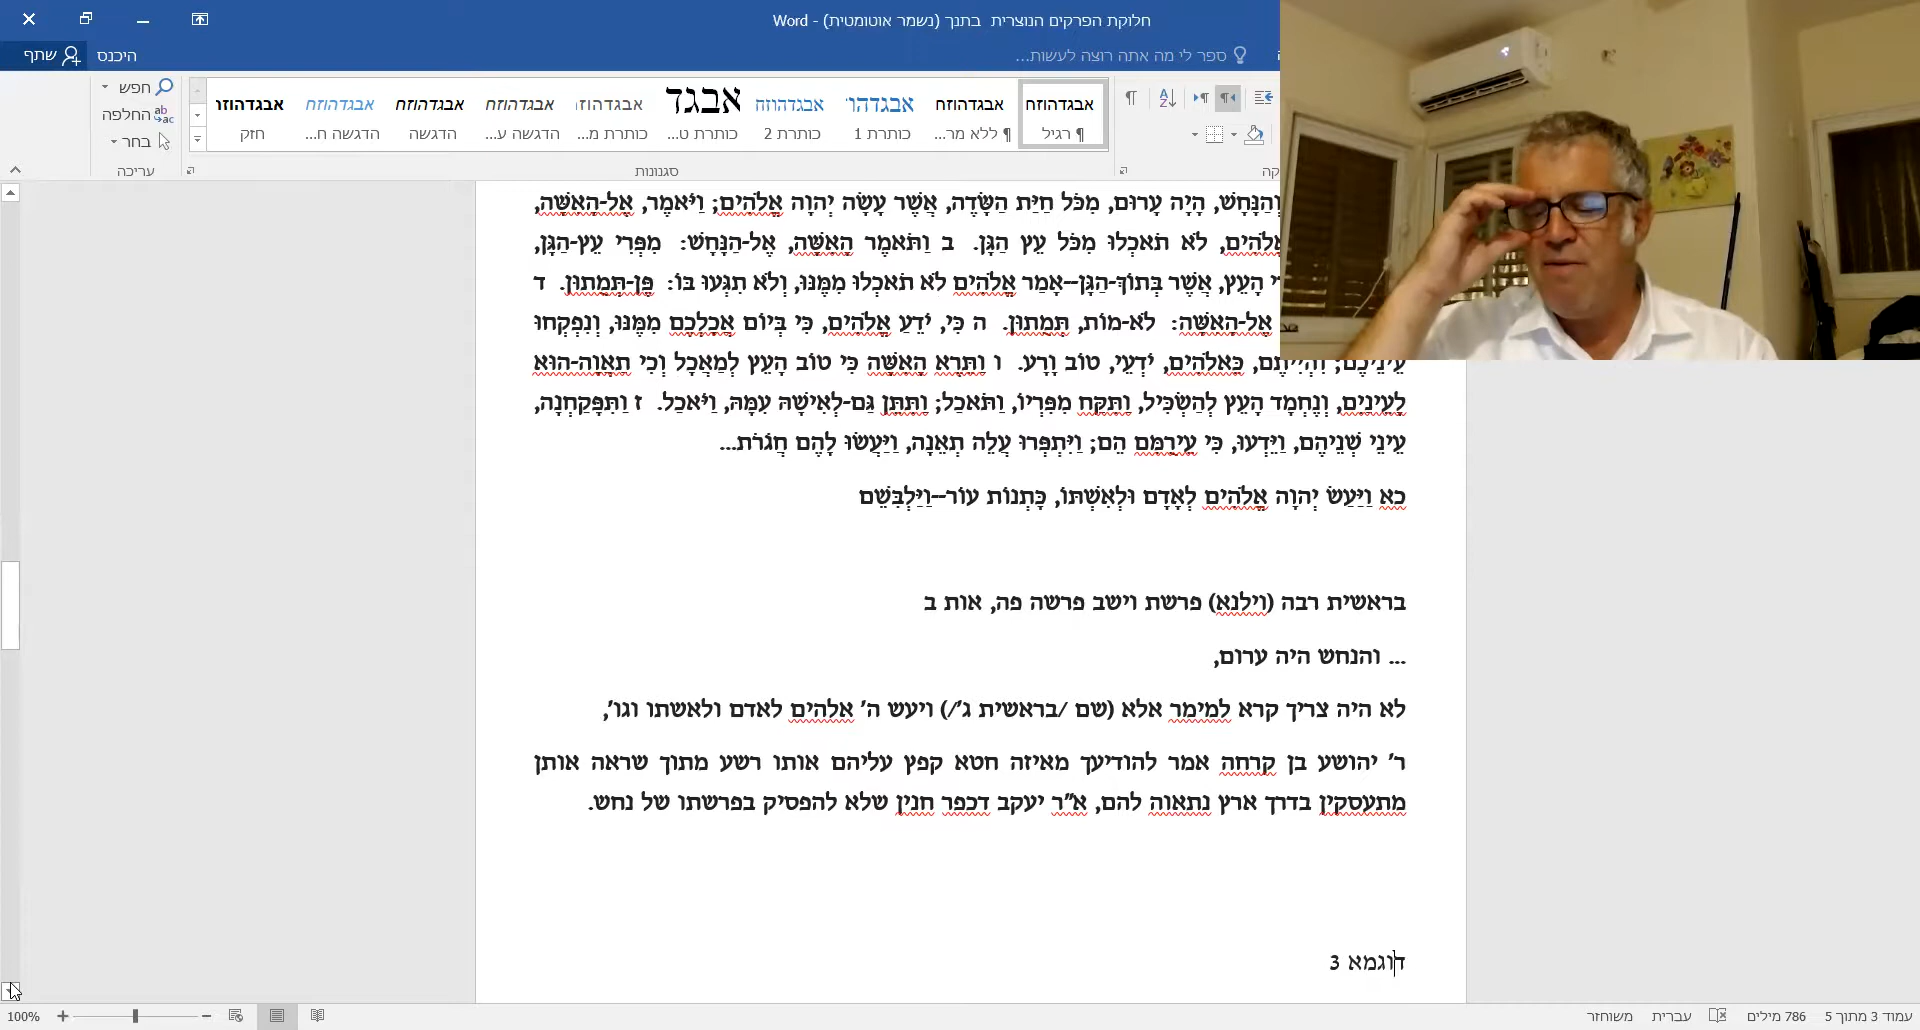 חלוקת הפרקים הנוצרית בתנך (נשמר אוטומטית) - Word
ספר לי מה אתה רוצה לעשות...
היכנס
שתף
אבגדהוזח
אבגדהוזח
אבגדהוז
אבגדהוזח
אבגד
אבגדהוזח
אבגדהוזח
אבגדהוזח
אבגדהוזח
אבגדהוזח
¶ רגיל
¶ ללא מר...
כותרת 1
כותרת 2
כותרת ט...
כותרת מ...
הדגשה ע...
הדגשה
הדגשה ח...
חזק
חפש
החלפה
בחר
סגנונות
עריכה
וְהַנָּחָשׁ, הָיָה עָרוּם, מִכֹּל חַיַּת הַשָּׂדֶה, אֲשֶׁר עָשָׂה יְהוָה אֱלֹהִים; וַיֹּאמֶר, אֶל-הָאִשָּׁה,
אֱלֹהִים, לֹא תֹאכְלוּ מִכֹּל עֵץ הַגָּן. ב וַתֹּאמֶר הָאִשָּׁה, אֶל-הַנָּחָשׁ: מִפְּרִי עֵץ-הַגָּן,
הָעֵץ, אֲשֶׁר בְּתוֹךְ-הַגָּן--אָמַר אֱלֹהִים לֹא תֹאכְלוּ מִמֶּנּוּ, וְלֹא תִגְּעוּ בּוֹ: פֶּן-תְּמֻתוּן. ד
אֶל-הָאִשָּׁה: לֹא-מוֹת, תְּמֻתוּן. ה כִּי, יֹדֵעַ אֱלֹהִים, כִּי בְּיוֹם אֲכָלְכֶם מִמֶּנּוּ, וְנִפְקְחוּ
עֵינֵיכֶם; וִהְיִיתֶם, כֵּאלֹהִים, יֹדְעֵי, טוֹב וָרָע. ו וַתֵּרֶא הָאִשָּׁה כִּי טוֹב הָעֵץ לְמַאֲכָל וְכִי תַאֲוָה-הוּא
לָעֵינַיִם, וְנֶחְמָד הָעֵץ לְהַשְׂכִּיל, וַתִּקַּח מִפִּרְיוֹ, וַתֹּאכַל; וַתִּתֵּן גַּם-לְאִישָׁהּ עִמָּהּ, וַיֹּאכַל. ז וַתִּפָּקַחְנָה,
עֵינֵי שְׁנֵיהֶם, וַיֵּדְעוּ, כִּי עֵירֻמִּם הֵם; וַיִּתְפְּרוּ עֲלֵה תְאֵנָה, וַיַּעֲשׂוּ לָהֶם חֲגֹרֹת...
כא וַיַּעַשׂ יְהוָה אֱלֹהִים לְאָדָם וּלְאִשְׁתּוֹ, כָּתְנוֹת עוֹר--וַיַּלְבִּשֵׁם
בראשית רבה (וילנא) פרשת וישב פרשה פה, אות ב
... והנחש היה ערום,
לא היה צריך קרא למימר אלא (שם /בראשית ג'/) ויעש ה' אלהים לאדם ולאשתו וגו',
ר' יהושע בן קרחה אמר להודיעך מאיזה חטא קפץ עליהם אותו רשע מתוך שראה אותן
מתעסקין בדרך ארץ נתאוה להם, א"ר יעקב דכפר חנין שלא להפסיק בפרשתו של נחש.
דוגמא 3
עמוד 3 מתוך 5
786 מילים
עברית
משוחזר
100%